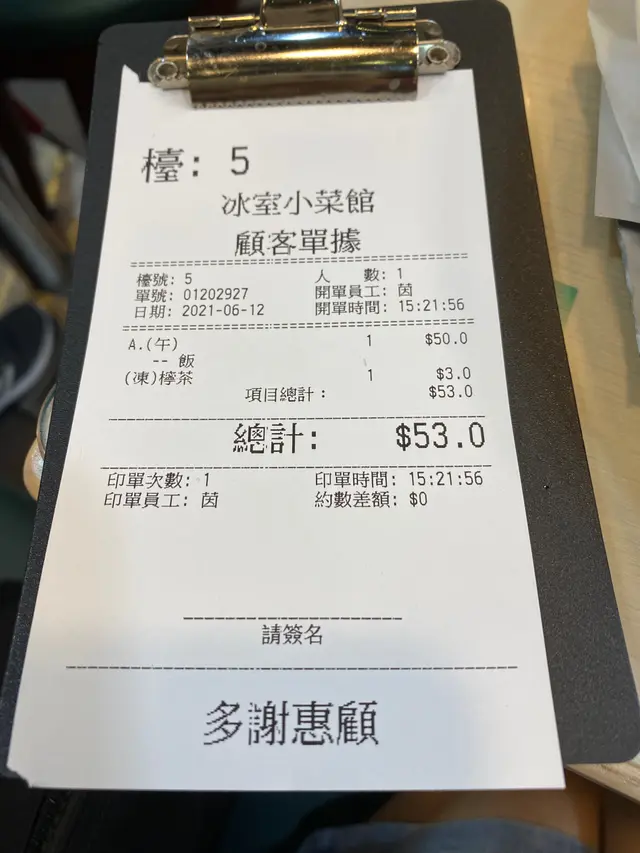 檯: 5
冰室小菜館
顧客單據
檯號: 5 人 數: 1
單號: 01202927 開單員工: 茵
日期: 2021-06-12 開單時間: 15:21:56
A.(午) 1 $50.0
-- 飯
(凍)檸茶 1 $3.0
項目總計: $53.0
總計: $53.0
印單次數: 1 印單時間: 15:21:56
印單員工: 茵 約數差額: $0
請簽名
多謝惠顧